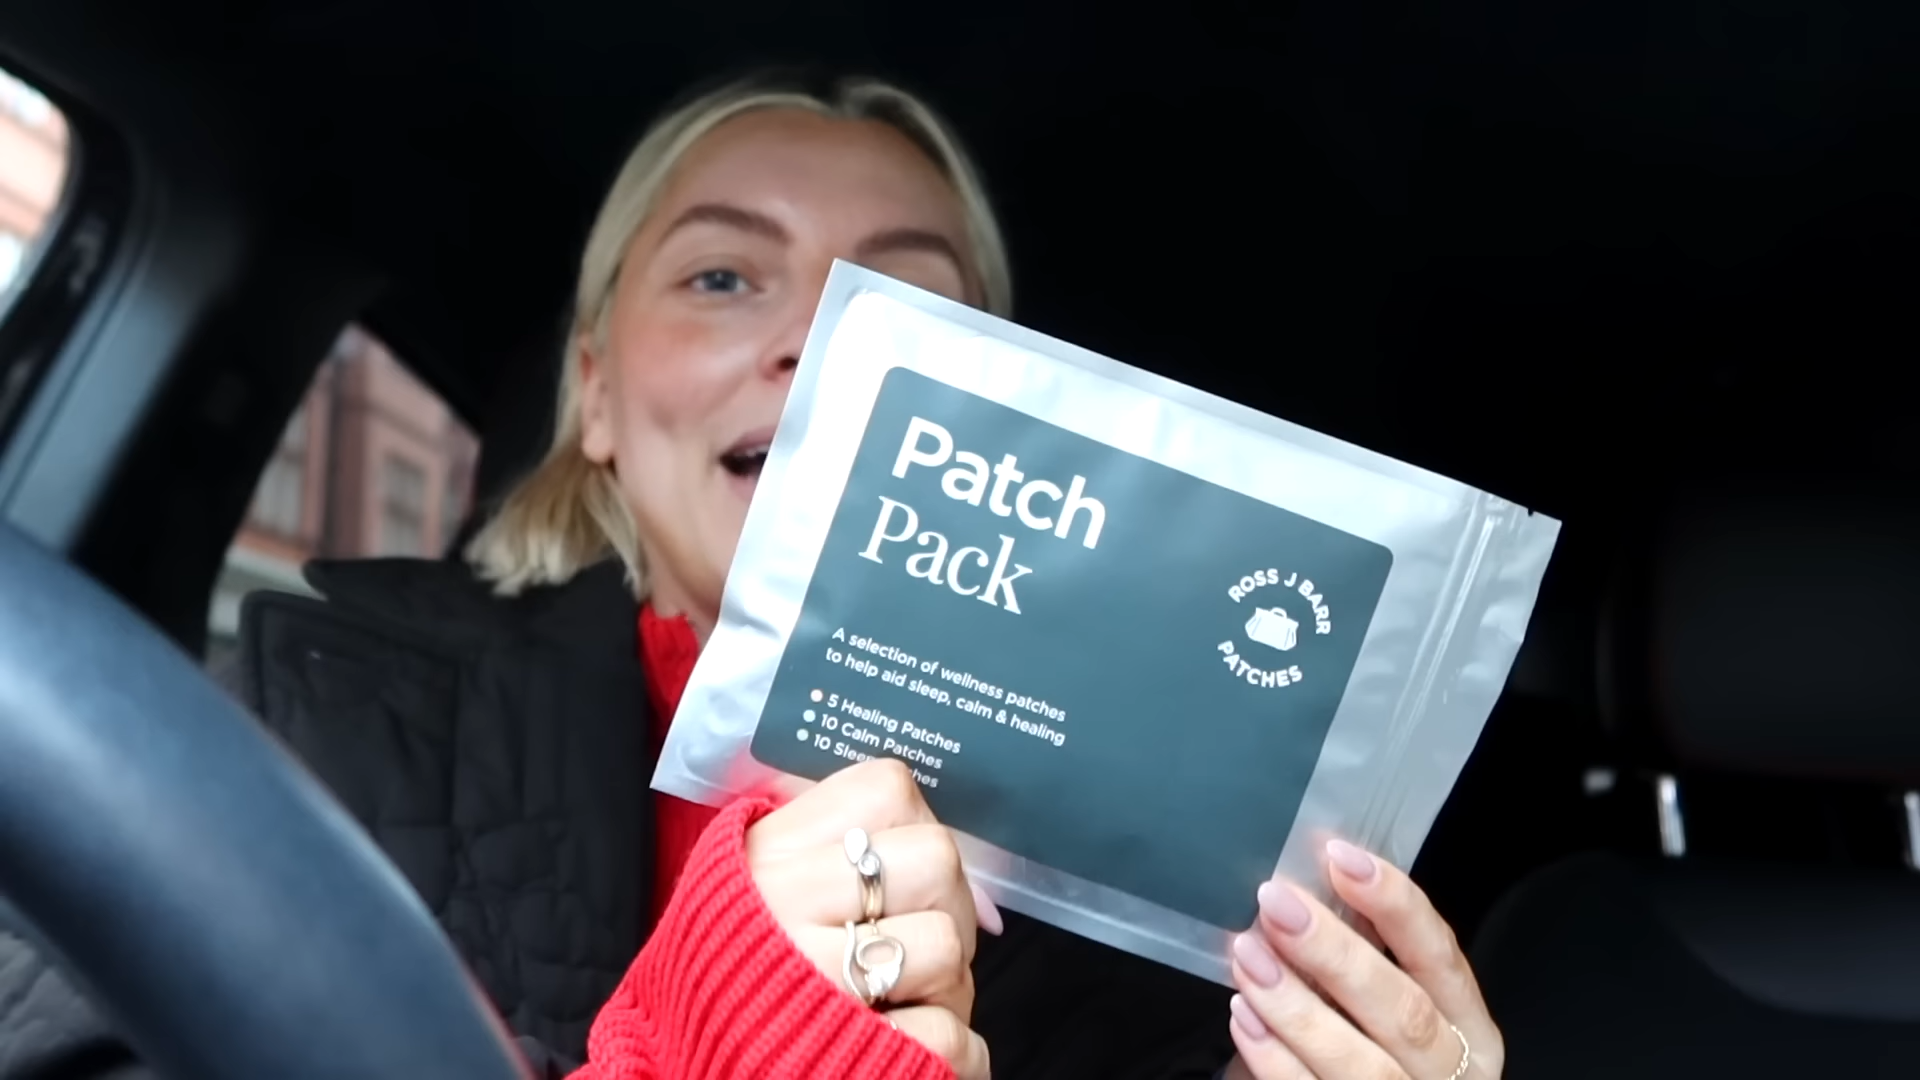 Patch
Pack
A selection of wellness patches
to help aid sleep, calm & healing
5 Healing Patches
10 Calm Patches
10
ROSS J BARR
PATCHES